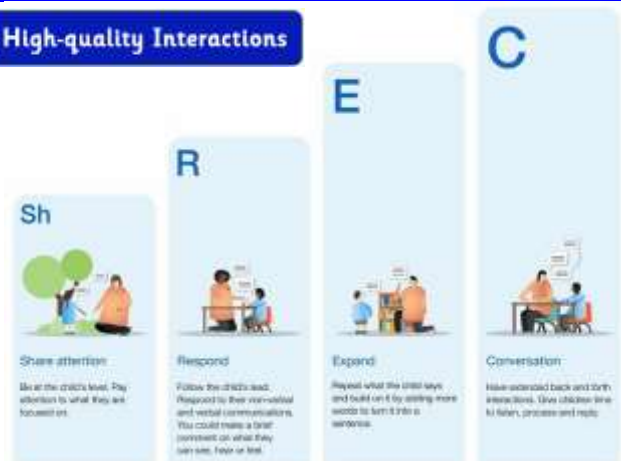 High-quality Interactions
Sh
Share attention
Be at the child's level. Pay
attention to what they are
focused on.
R
Respond
Follow the child's lead.
Respond to their non-verbal
and verbal communications.
You could make a brief
comment on what they
can see, hear or feel.
E
Expand
Repeat what the child says
and build on it by adding more
words to turn it into a
sentence.
C
Conversation
Have extended back and forth
interactions. Give children time
to listen, process and reply.